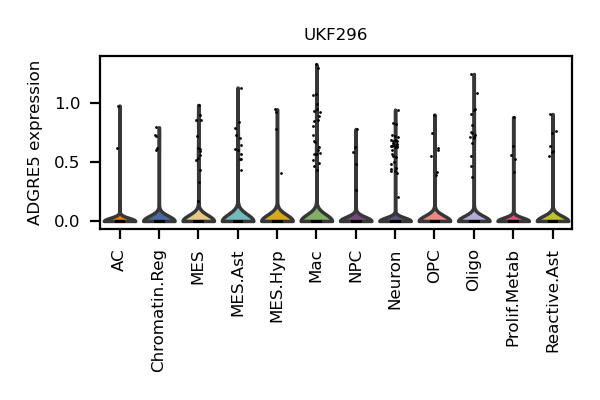 UKF296
ADGRE5 expression
1.0
0.5
0.0
AC
Chromatin.Reg
MES
MES.Ast
MES.Hyp
Mac
NPC
Neuron
OPC
Oligo
Prolif.Metab
Reactive.Ast